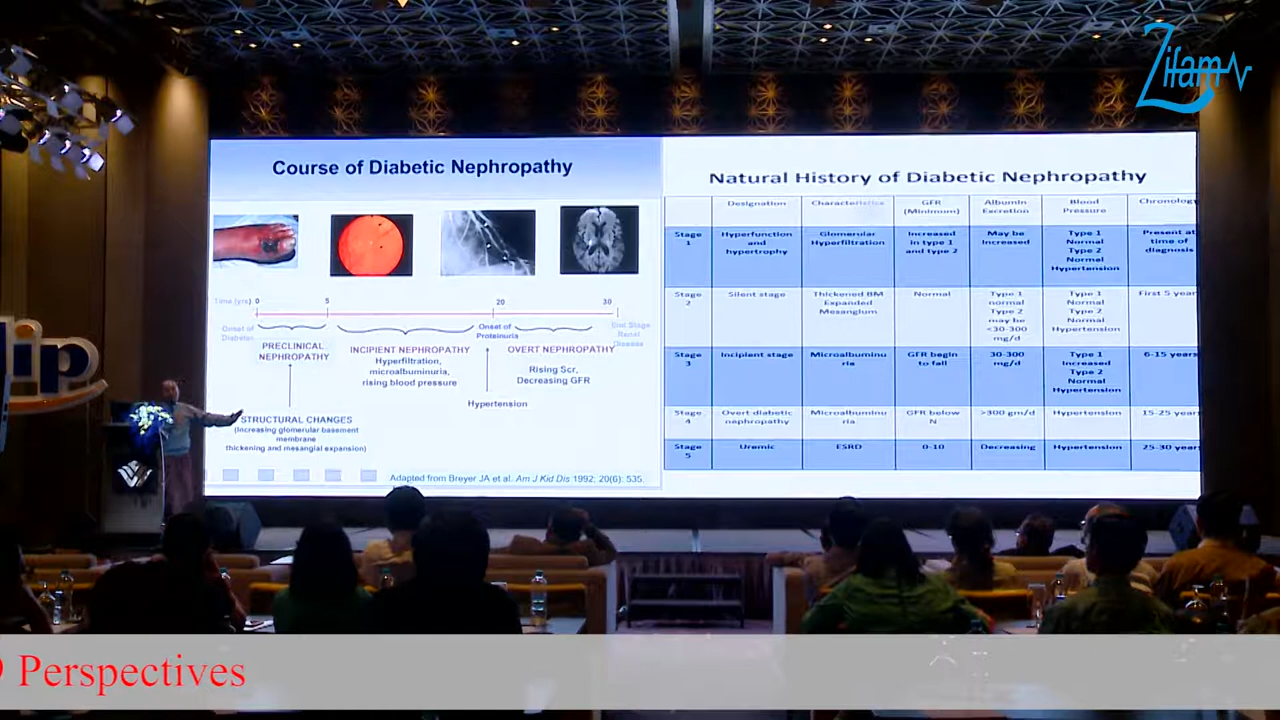 Zifam
Course of Diabetic Nephropathy
Time (yrs) 0 5 20 30
Onset of
Diabetes
PRECLINICAL
NEPHROPATHY
INCIPIENT NEPHROPATHY
Hyperfiltration,
microalbuminuria,
rising blood pressure
Onset of
Proteinuria
OVERT NEPHROPATHY
Rising Scr,
Decreasing GFR
End Stage
Renal
Disease
Hypertension
STRUCTURAL CHANGES
(Increasing glomerular basement
membrane
thickening and mesangial expansion)
Adapted from Breyer JA et al. Am J Kid Dis 1992; 20(6): 535.
Natural History of Diabetic Nephropathy
Designation
Characteristics
GFR
(Minimum)
Albumin
Excretion
Blood
Pressure
Chronology
Stage
1
Hyperfunction
and
hypertrophy
Glomerular
Hyperfiltration
Increased
in type 1
and type 2
May be
Increased
Type 1
Normal
Type 2
Normal
Hypertension
Present at
time of
diagnosis
Stage
2
Silent stage
Thickened BM
Expanded
Mesangium
Normal
Type 1
normal
Type 2
may be
<30-300
mg/d
Type 1
Normal
Type 2
Normal
Hypertension
First 5 year
Stage
3
Incipient stage
Microalbuminu
ria
GFR begin
to fall
30-300
mg/d
Type 1
Increased
Type 2
Normal
Hypertension
6-15 years
Stage
4
Overt diabetic
nephropathy
Microalbuminu
ria
GFR below
N
>300 gm/d
Hypertension
15-25 year
Stage
5
Uremic
ESRD
0-10
Decreasing
Hypertension
25-30 year
ip
Perspectives